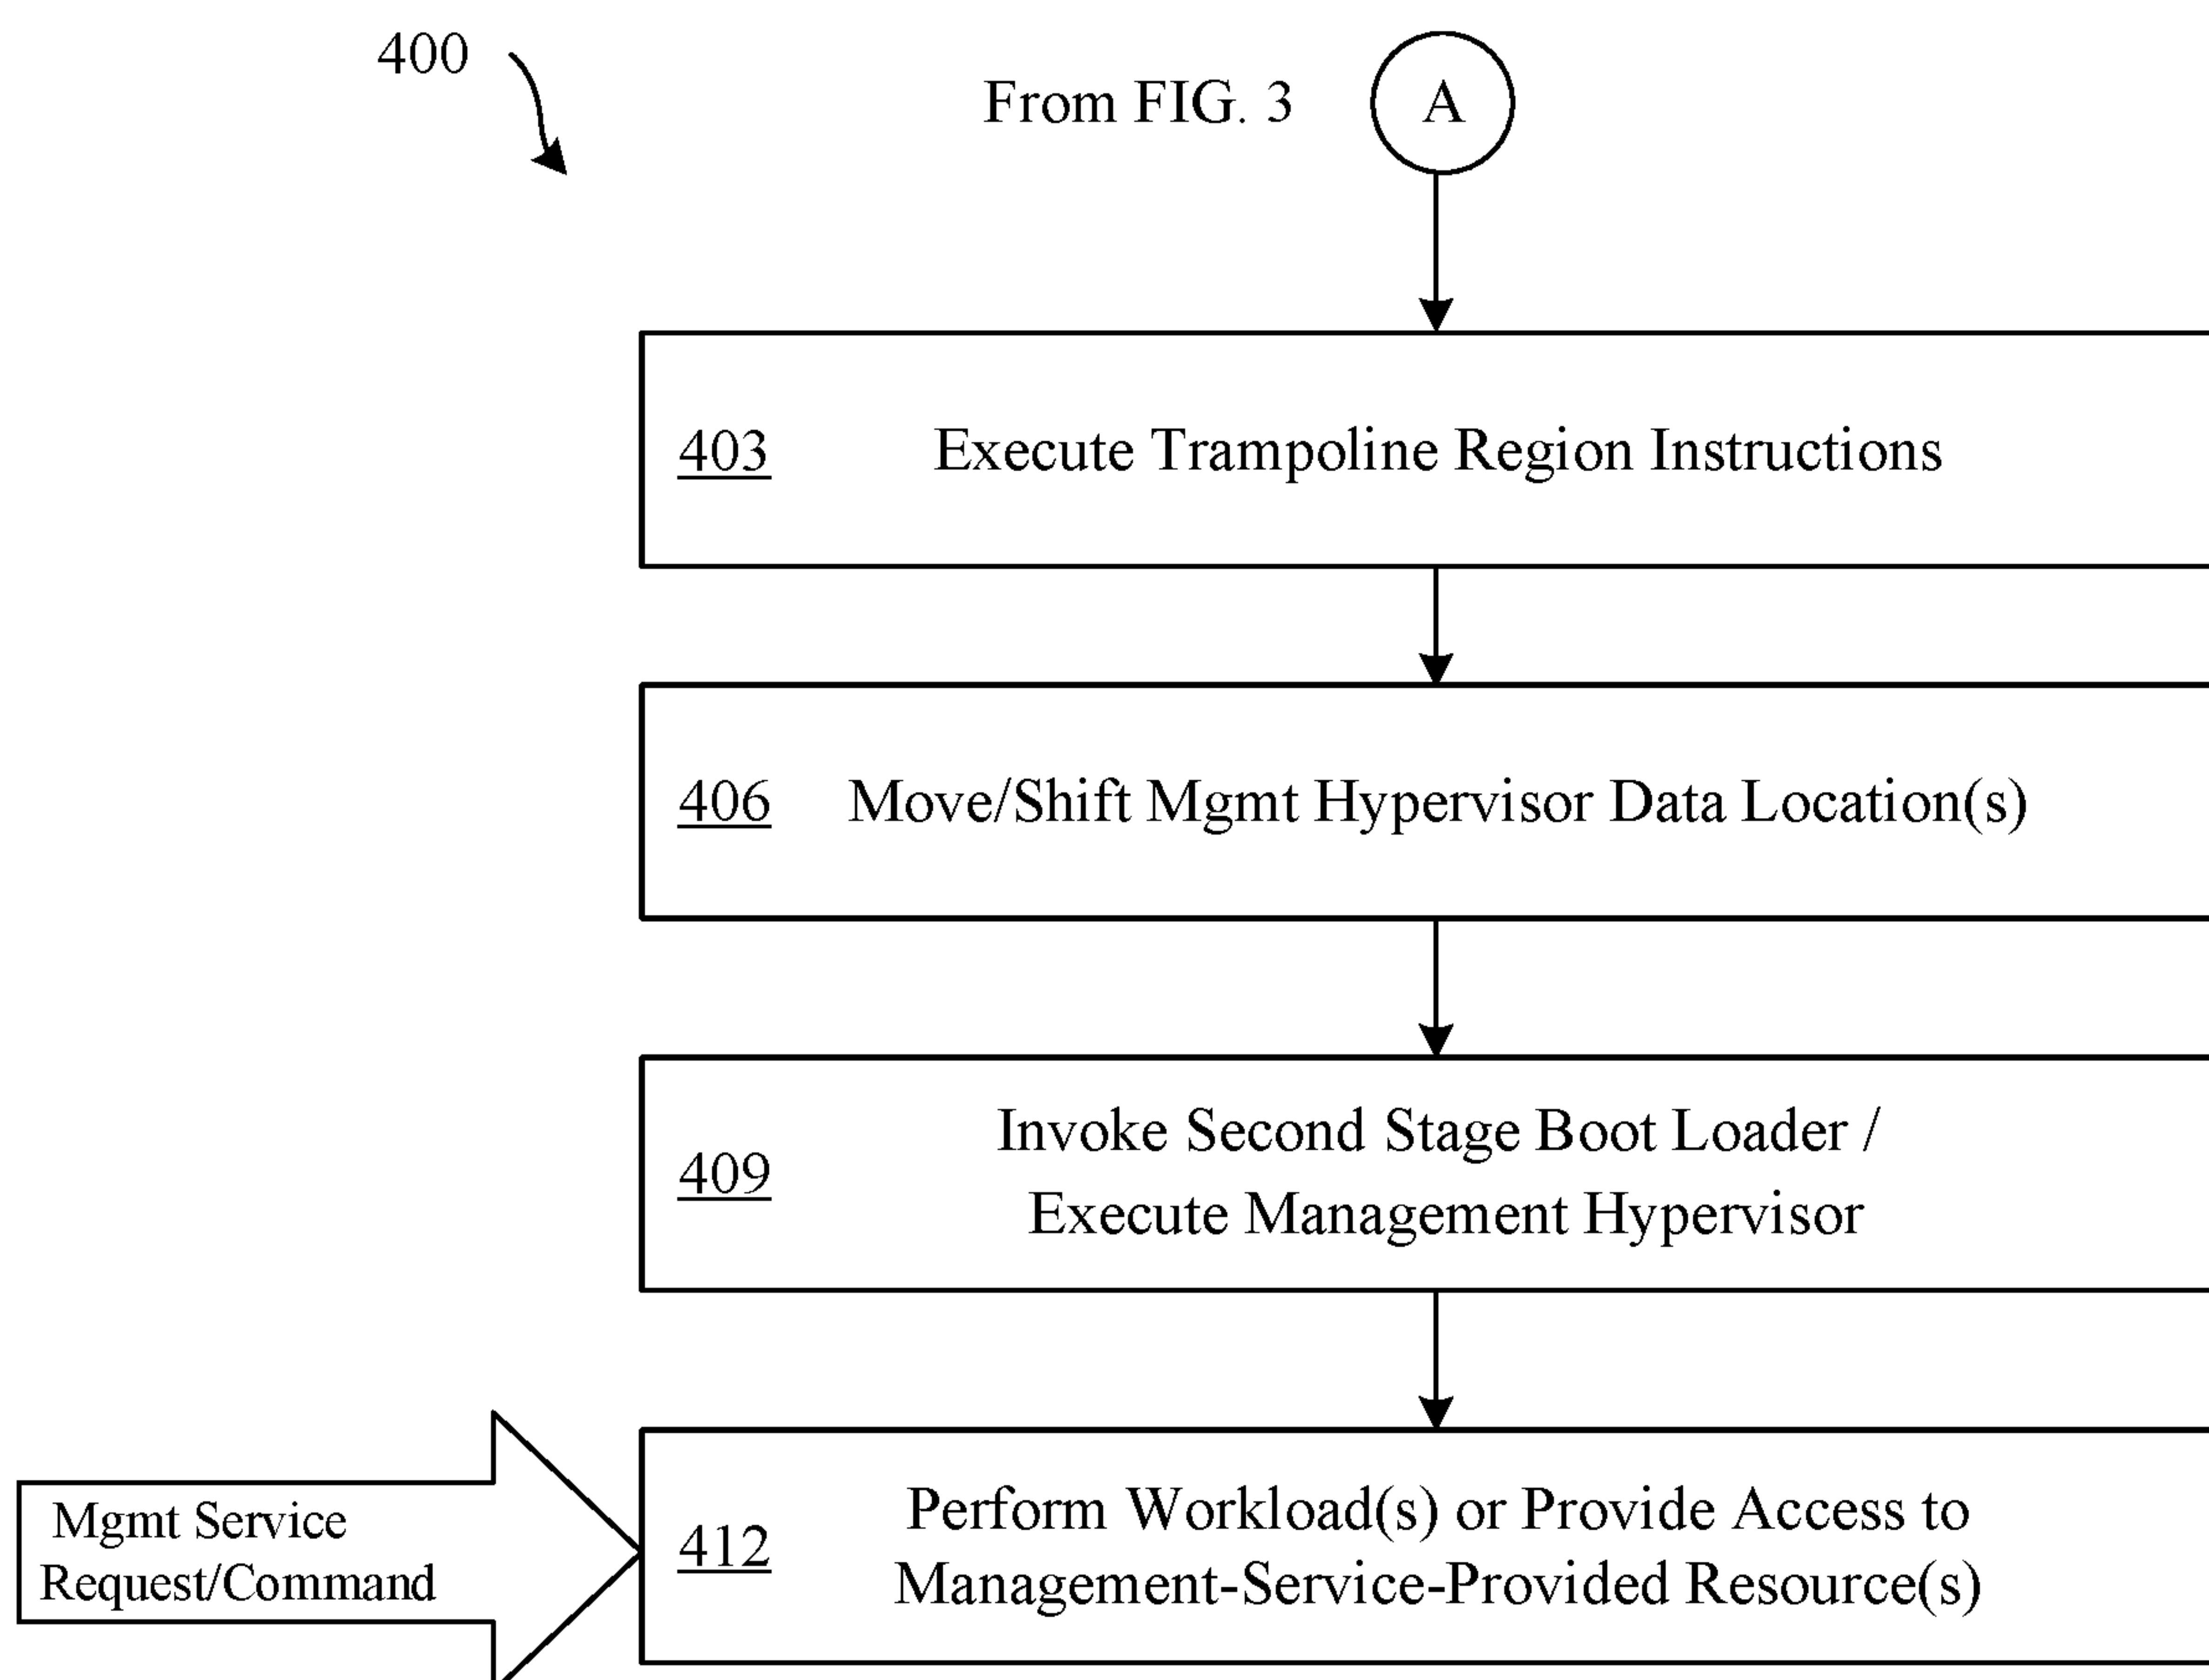 400
From FIG. 3
A
403
Execute Trampoline Region Instructions
406
Move/Shift Mgmt Hypervisor Data Location(s)
409
Invoke Second Stage Boot Loader /
Execute Management Hypervisor
Mgmt Service
Request/Command
412
Perform Workload(s) or Provide Access to
Management-Service-Provided Resource(s)